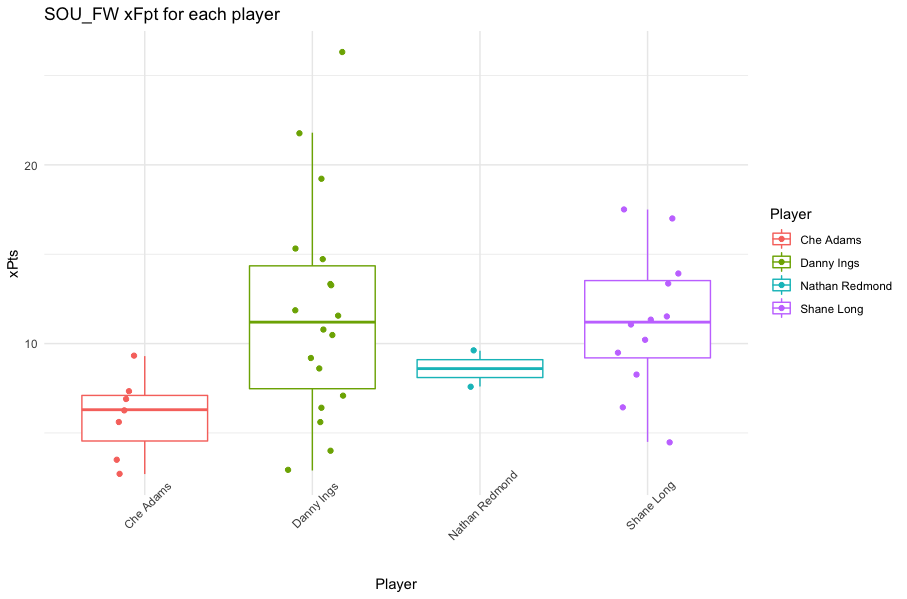 SOU_FW xFpt for each player
xPts
20
10
Che Adams
Danny Ings
Nathan Redmond
Shane Long
Player
Player
Che Adams
Danny Ings
Nathan Redmond
Shane Long